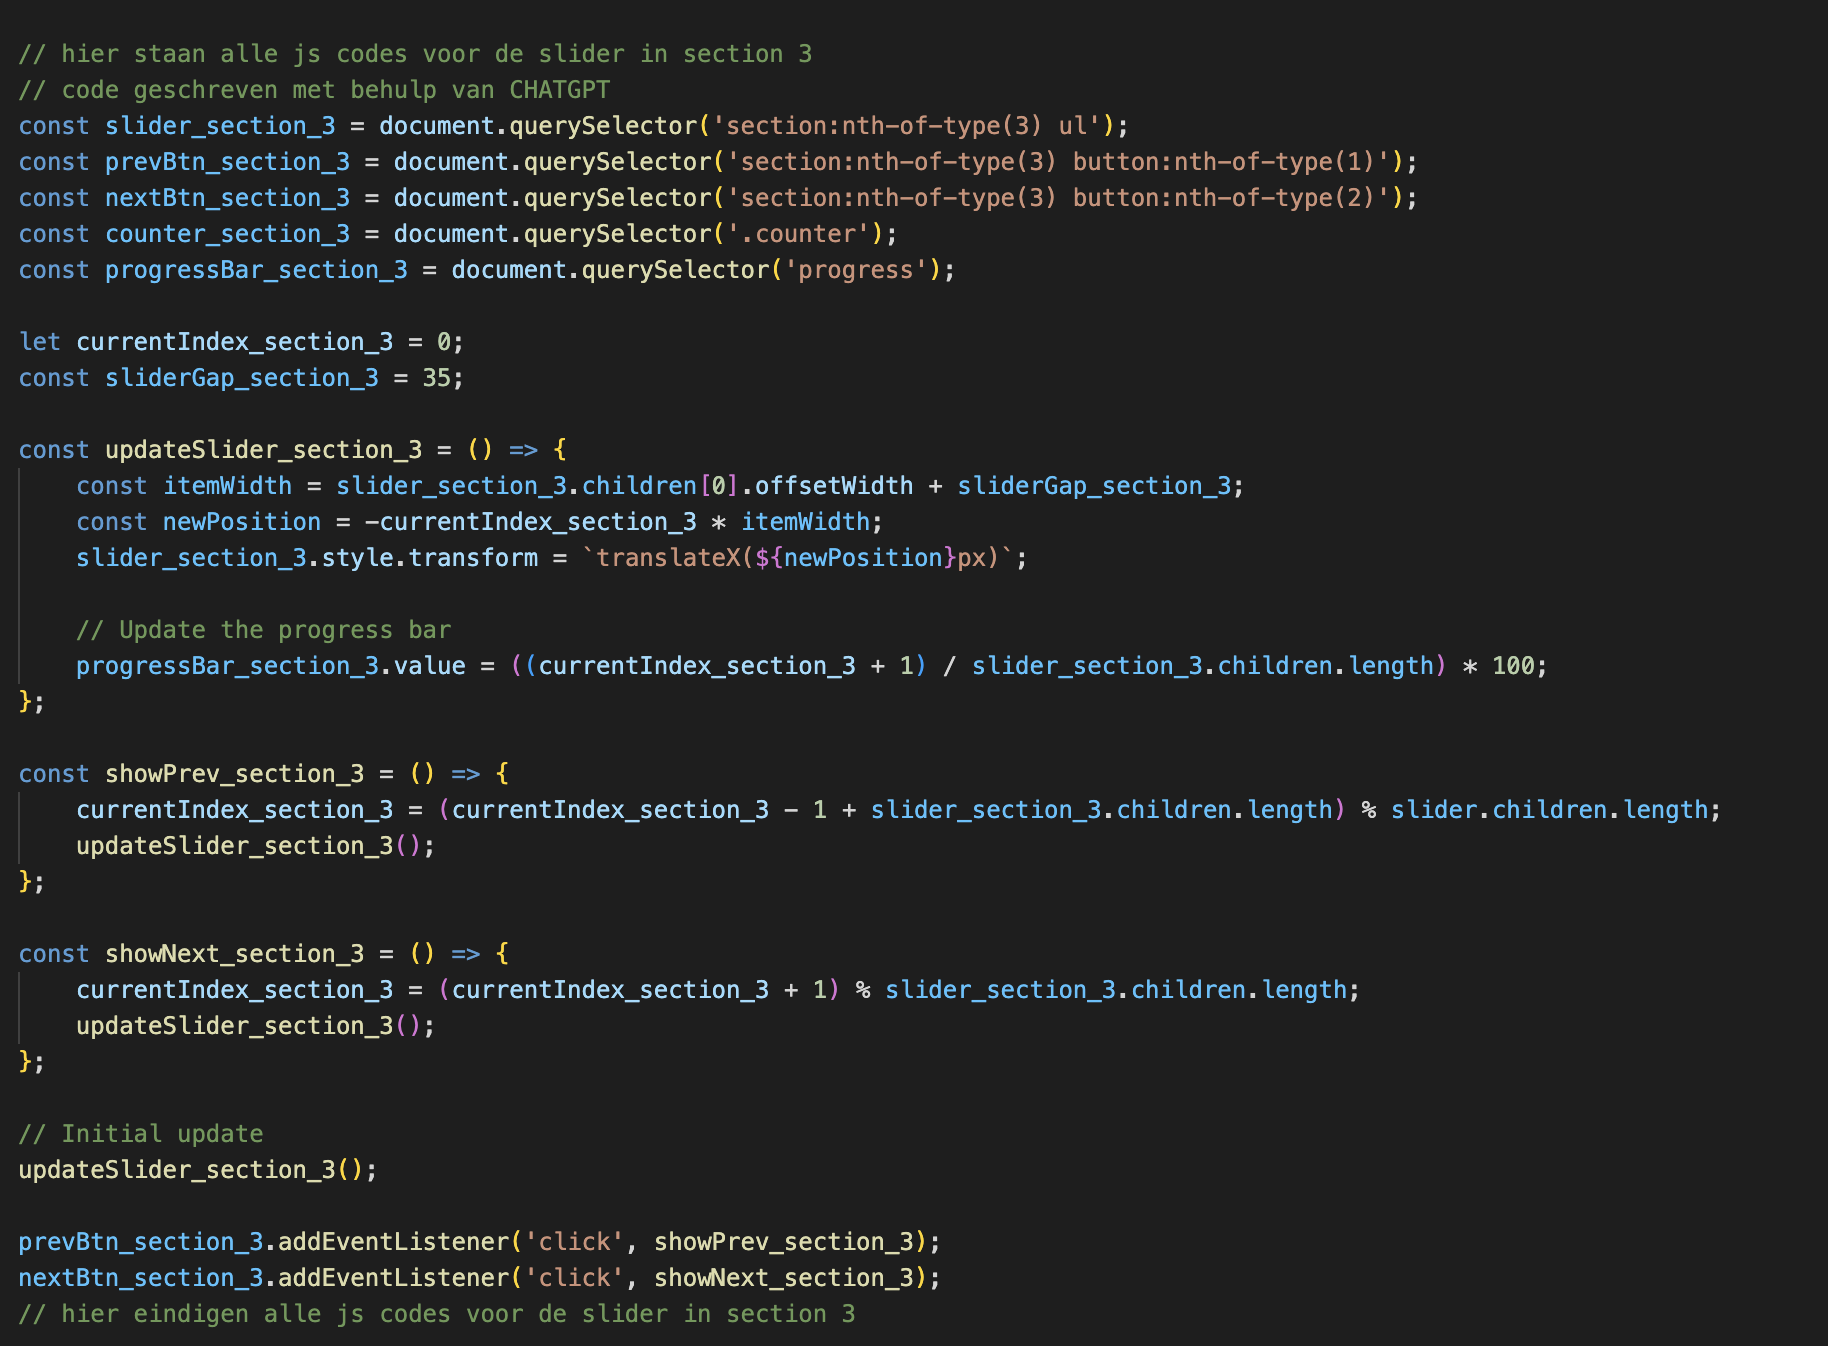 // hier staan alle js codes voor de slider in section 3
// code geschreven met behulp van CHATGPT
const slider_section_3 = document.querySelector('section:nth-of-type(3) ul');
const prevBtn_section_3 = document.querySelector('section:nth-of-type(3) button:nth-of-type(1)');
const nextBtn_section_3 = document.querySelector('section:nth-of-type(3) button:nth-of-type(2)');
const counter_section_3 = document.querySelector('.counter');
const progressBar_section_3 = document.querySelector('progress');

let currentIndex_section_3 = 0;
const sliderGap_section_3 = 35;

const updateSlider_section_3 = () => {
    const itemWidth = slider_section_3.children[0].offsetWidth + sliderGap_section_3;
    const newPosition = -currentIndex_section_3 * itemWidth;
    slider_section_3.style.transform = `translateX(${newPosition}px)`;

    // Update the progress bar
    progressBar_section_3.value = ((currentIndex_section_3 + 1) / slider_section_3.children.length) * 100;
};

const showPrev_section_3 = () => {
    currentIndex_section_3 = (currentIndex_section_3 - 1 + slider_section_3.children.length) % slider.children.length;
    updateSlider_section_3();
};

const showNext_section_3 = () => {
    currentIndex_section_3 = (currentIndex_section_3 + 1) % slider_section_3.children.length;
    updateSlider_section_3();
};

// Initial update
updateSlider_section_3();

prevBtn_section_3.addEventListener('click', showPrev_section_3);
nextBtn_section_3.addEventListener('click', showNext_section_3);
// hier eindigen alle js codes voor de slider in section 3